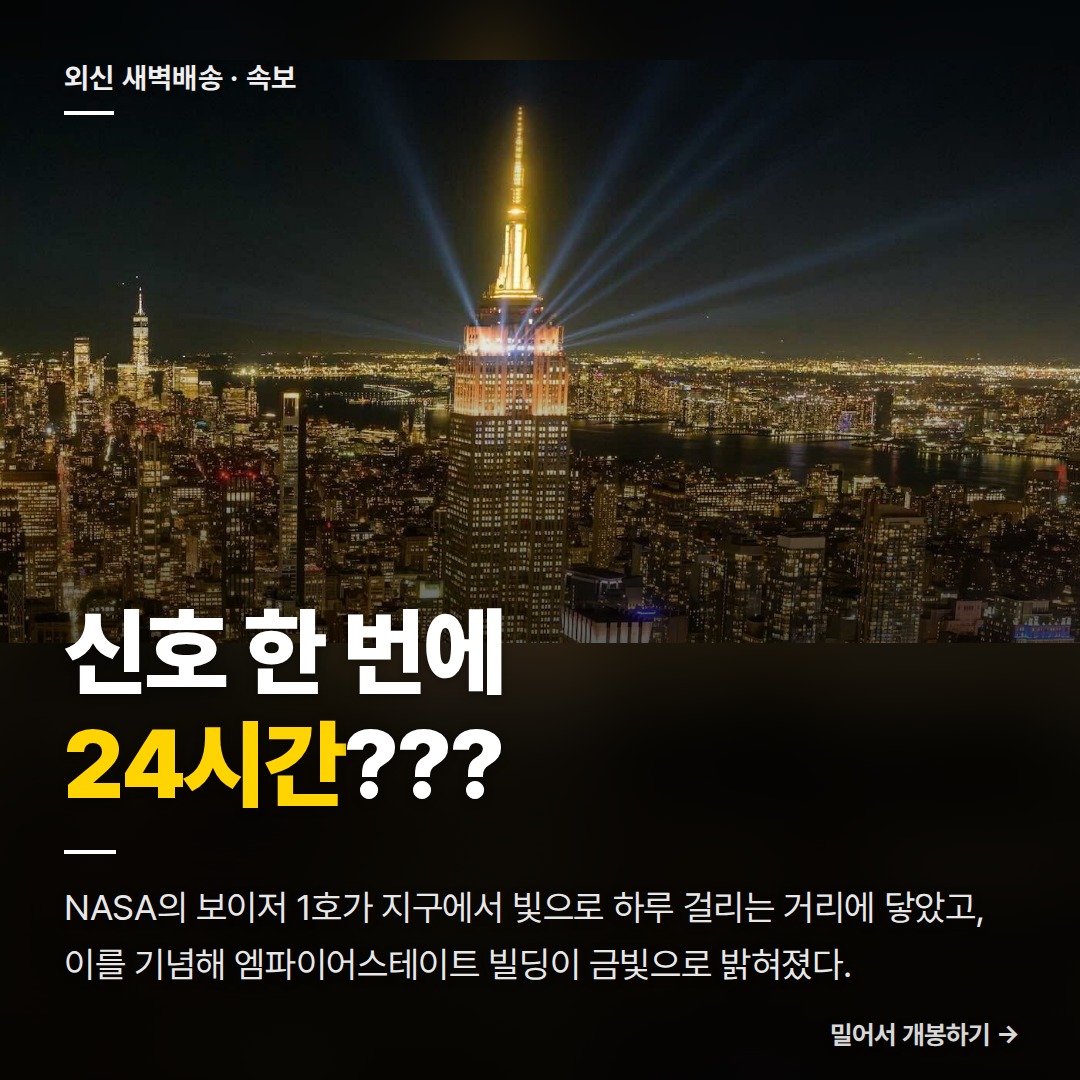 외신 새벽배송 · 속보
신호 한 번에
24시간???
NASA의 보이저 1호가 지구에서 빛으로 하루 걸리는 거리에 닿았고,
이를 기념해 엠파이어스테이트 빌딩이 금빛으로 밝혀졌다.
밀어서 개봉하기 →